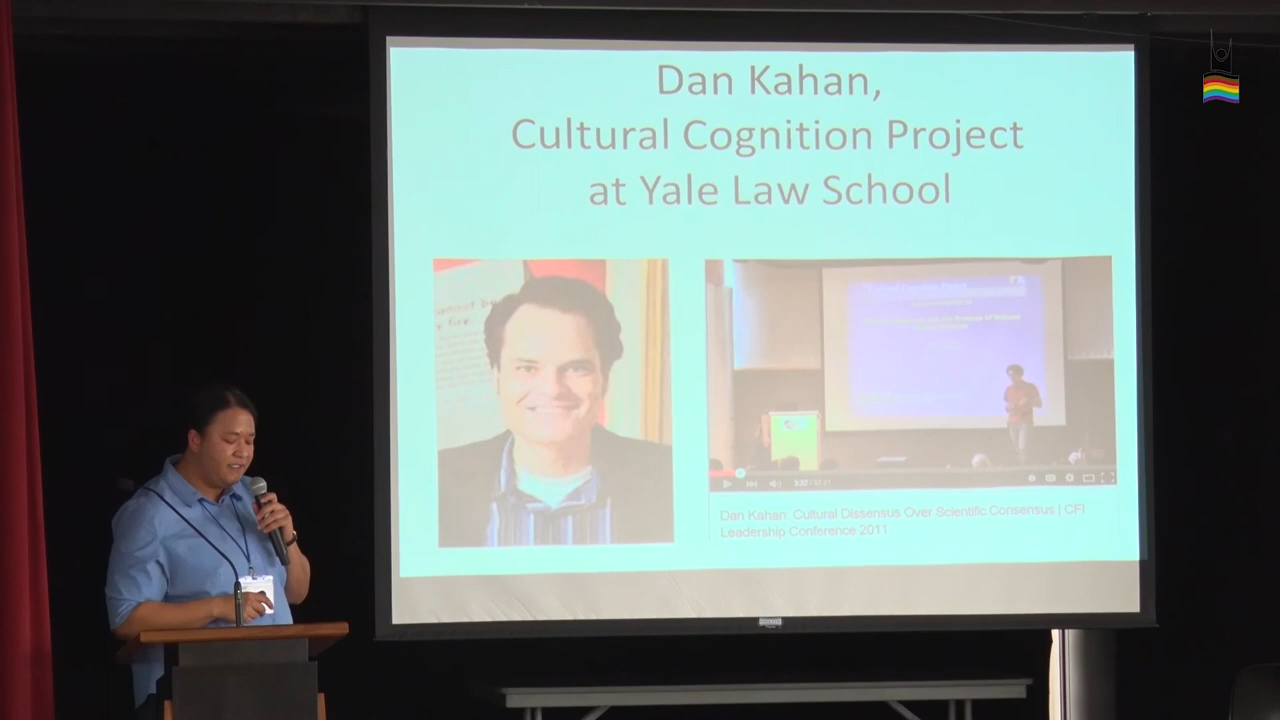 Dan Kahan,
Cultural Cognition Project
at Yale Law School
Dan Kahan: Cultural Dissensus Over Scientific Consensus | CFI
Leadership Conference 2011